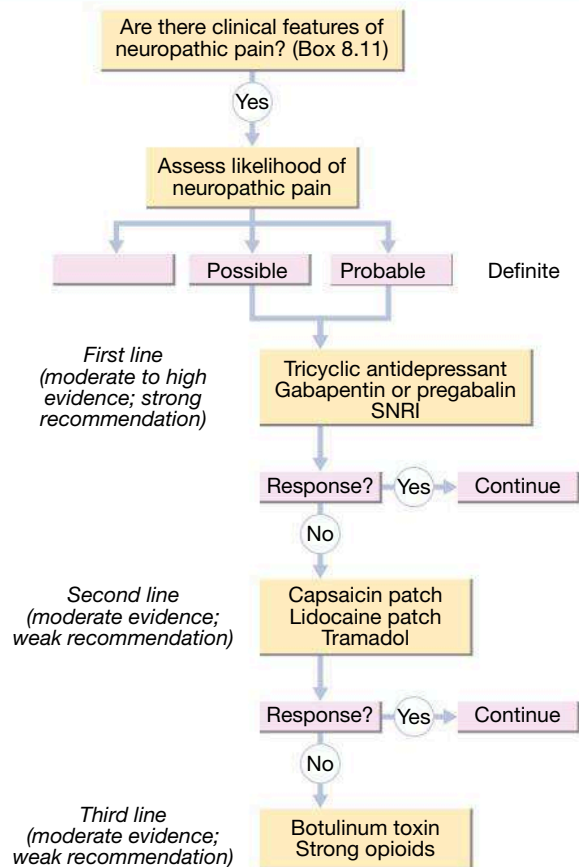 Are there clinical features of
neuropathic pain? (Box 8.11)
Yes
Assess likelihood of
neuropathic pain
Possible
Probable
Definite
First line
(moderate to high
evidence; strong
recommendation)
Tricyclic antidepressant
Gabapentin or pregabalin
SNRI
Response?
Yes
Continue
No
Second line
(moderate evidence;
weak recommendation)
Capsaicin patch
Lidocaine patch
Tramadol
Response?
Yes
Continue
No
Third line
(moderate evidence;
weak recommendation)
Botulinum toxin
Strong opioids